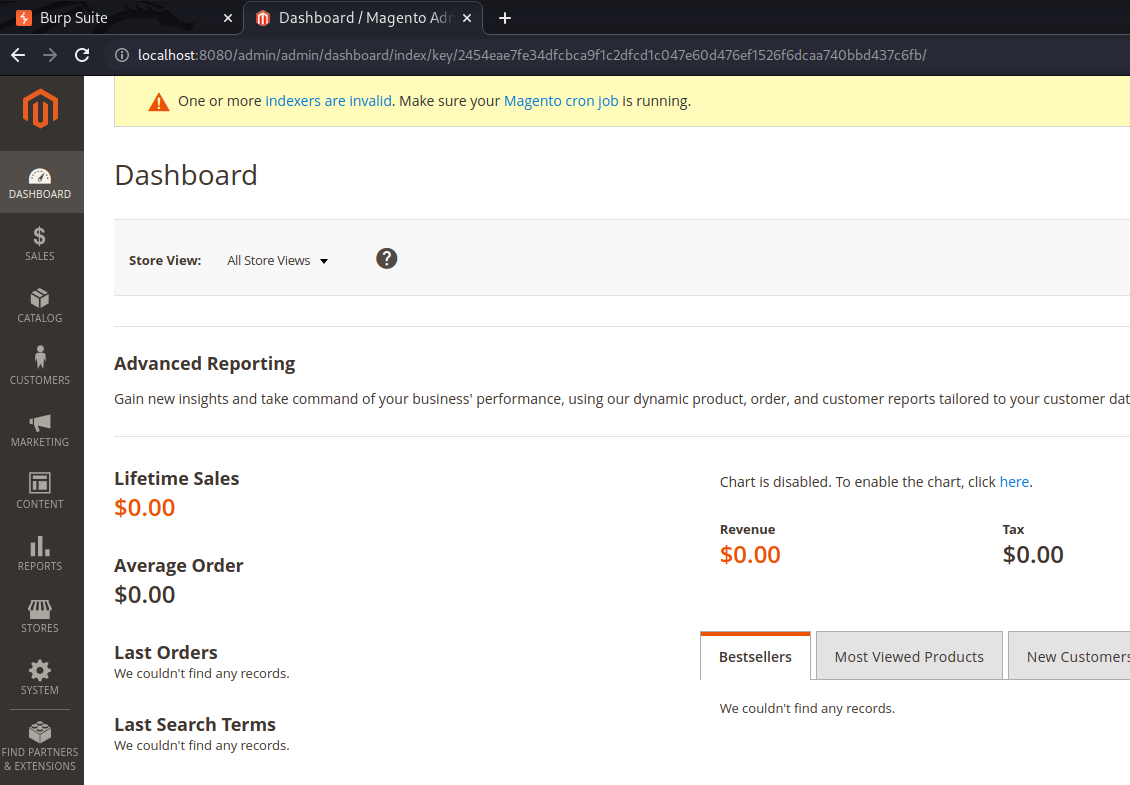 Burp Suite
Dashboard / Magento Adm
localhost:8080/admin/admin/dashboard/index/key/2454eae7fe34dfcbca9f1c2dfcd1c047e60d476ef1526f6dcaa740bbd437c6fb/
One or more indexers are invalid. Make sure your Magento cron job is running.
DASHBOARD
SALES
CATALOG
CUSTOMERS
MARKETING
CONTENT
REPORTS
STORES
SYSTEM
FIND PARTNERS
& EXTENSIONS
Dashboard
Store View: All Store Views
Advanced Reporting
Gain new insights and take command of your business' performance, using our dynamic product, order, and customer reports tailored to your customer dat
Lifetime Sales
$0.00
Average Order
$0.00
Last Orders
We couldn't find any records.
Last Search Terms
We couldn't find any records.
Chart is disabled. To enable the chart, click here.
Revenue Tax
$0.00 $0.00
Bestsellers Most Viewed Products New Customers
We couldn't find any records.